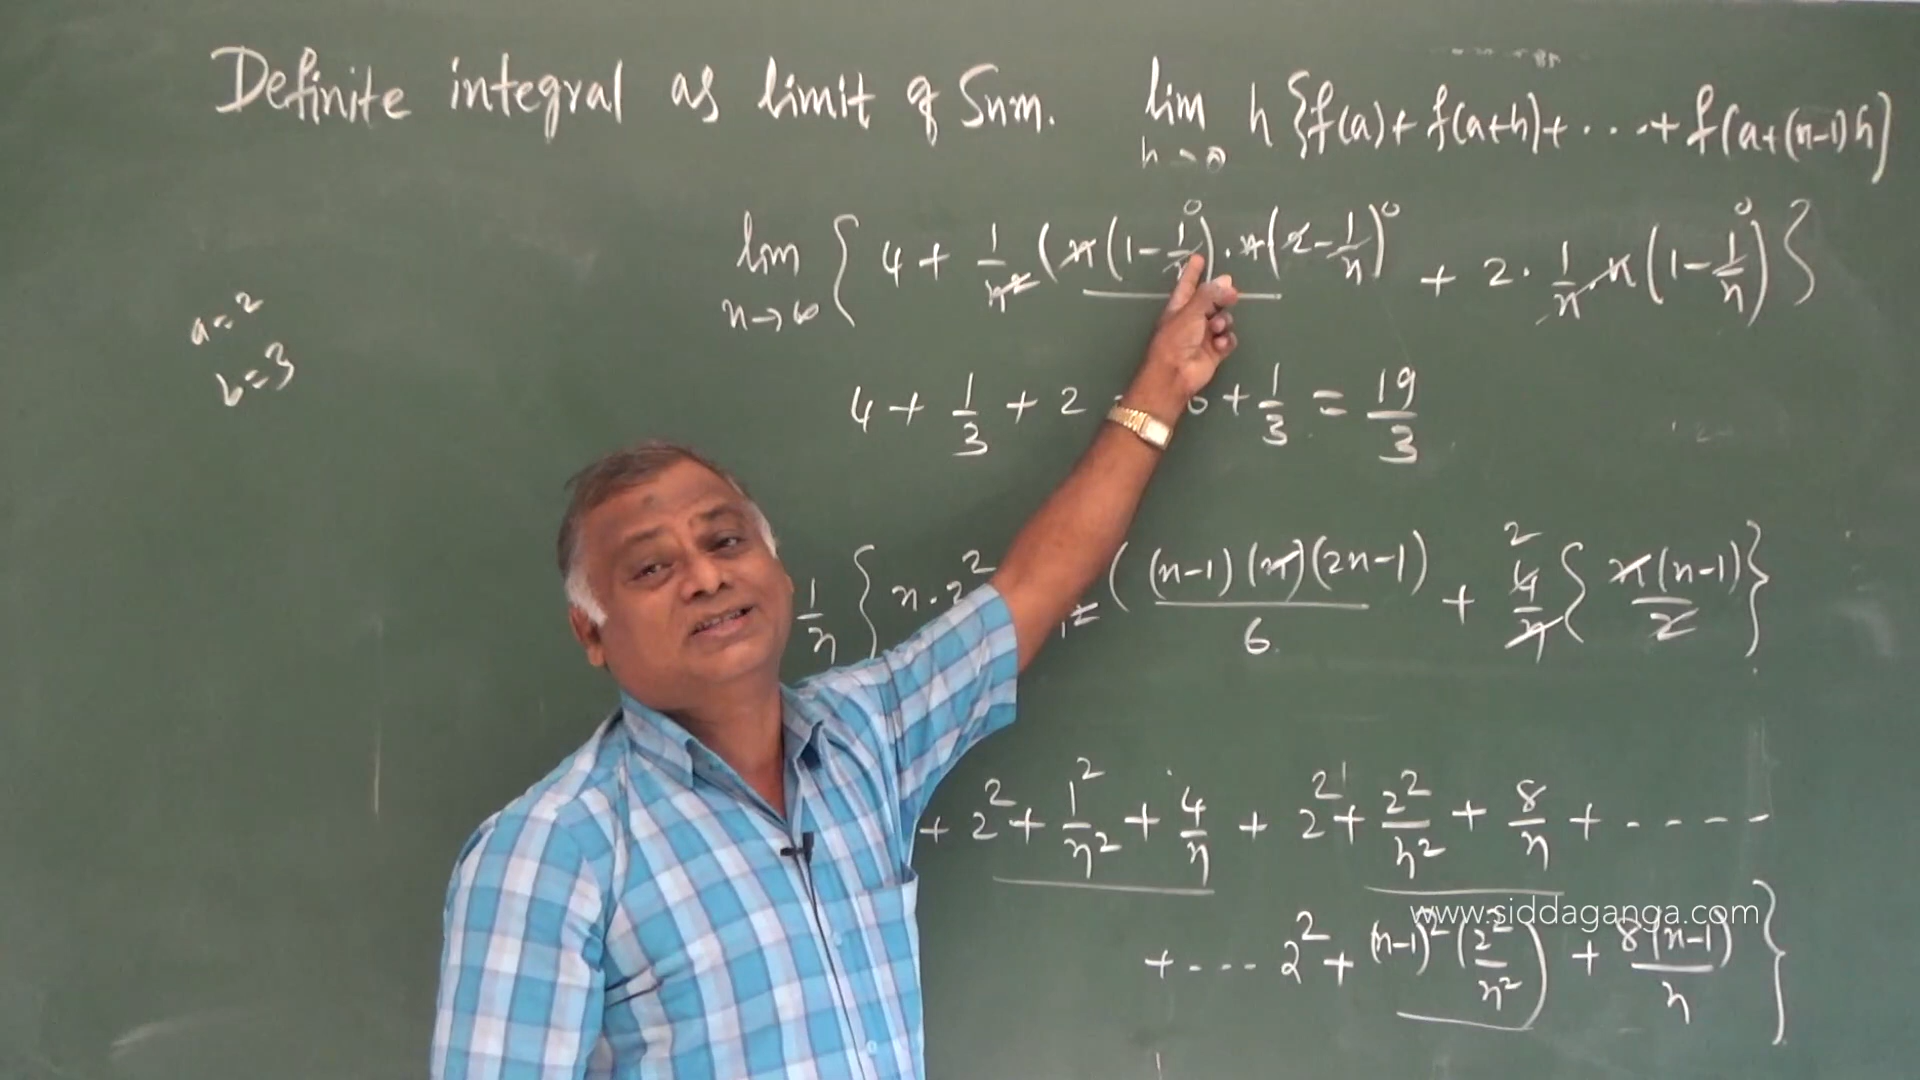 Definite integral as limit of Sum. lim h→0 h{f(a)+ f(a+h)+ ....+ f(a+(n-1)h]
lim n→∞ { 4 + 1/n² (n(1-1/n)·n(2-1/n) + 2·1/n·n(1-1/n)}
a=2
b=3
4 + 1/3 + 2 6 + 1/3 = 19/3
1/n { n·2² ( (n-1)(n)(2n-1)/6 + 4/n { n(n-1)/2 }
+ 2² + 1²/n² + 4/n + 2² + 2²/n² + 8/n + -----
www.siddaganga.com
+ --- 2² + (n-1)²(2²/n²) + 8(n-1)/n }